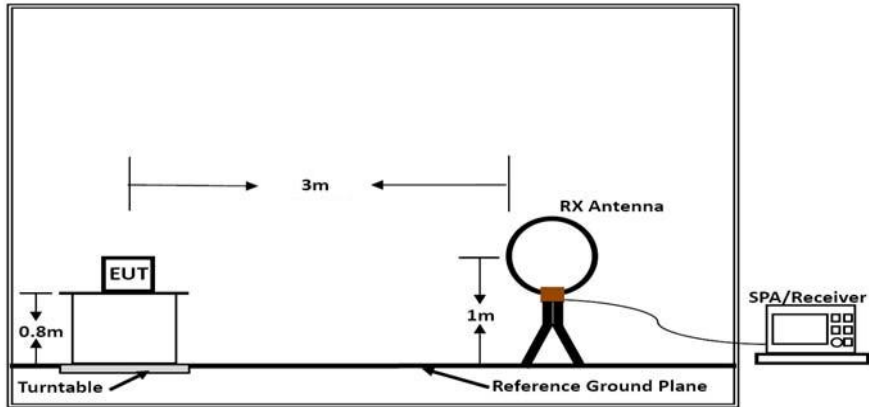 3m
RX Antenna
EUT
0.8m
1m
SPA/Receiver
Turntable
Reference Ground Plane